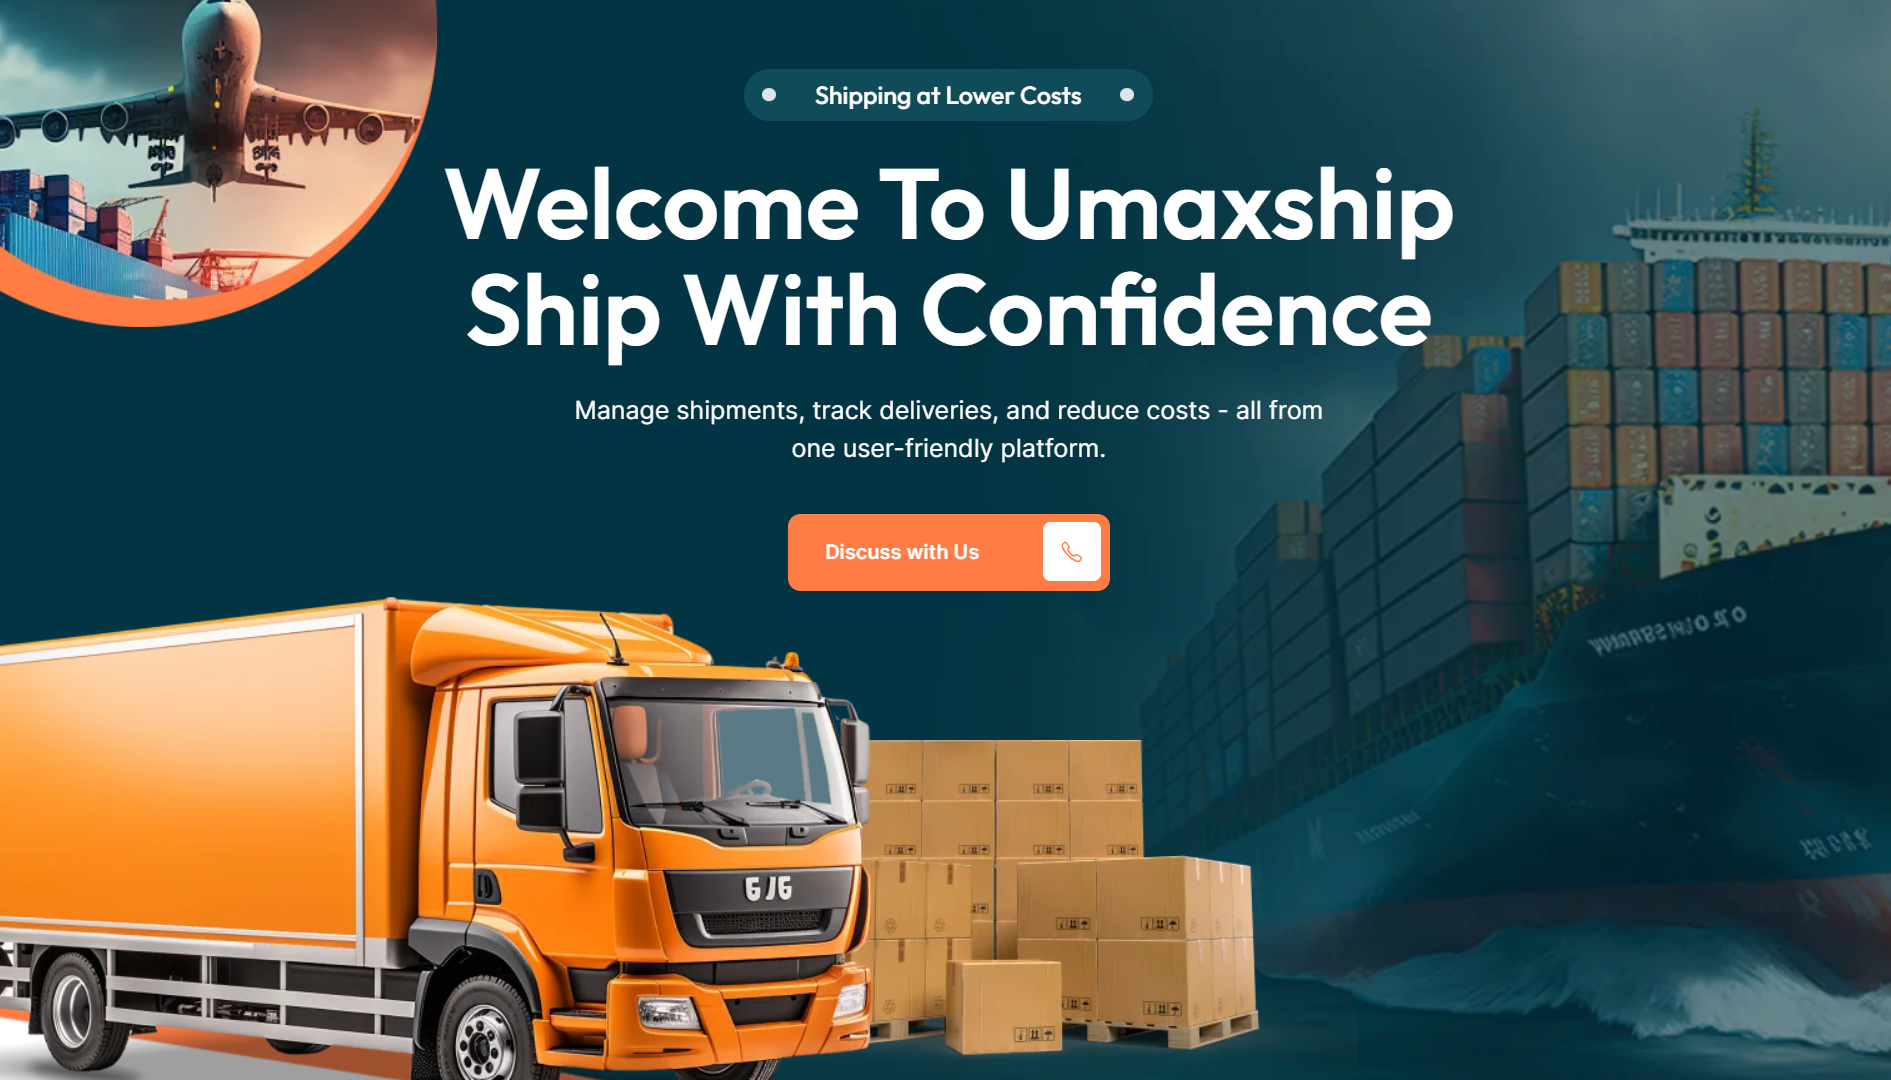 Shipping at Lower Costs
Welcome To Umaxship
Ship With Confidence
Manage shipments, track deliveries, and reduce costs - all from
one user-friendly platform.
Discuss with Us